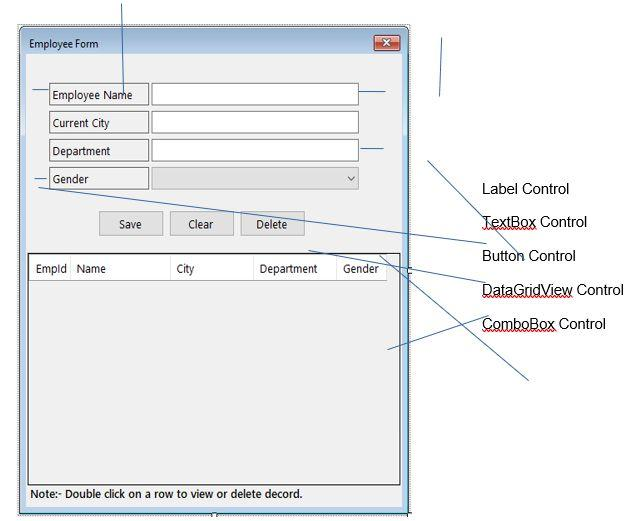 Employee Form
Employee Name
Current City
Department
Gender
Save Clear Delete
EmpId Name City Department Gender
Note:- Double click on a row to view or delete decord.
Label Control
TextBox Control
Button Control
DataGridView Control
ComboBox Control